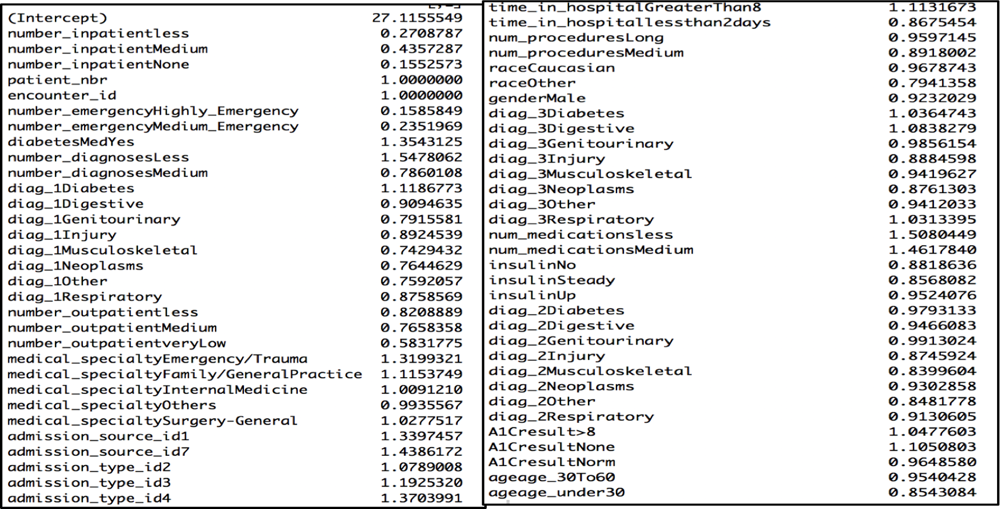 (Intercept) 27.1155549
number_inpatientless 0.2708787
number_inpatientMedium 0.4357287
number_inpatientNone 0.1552573
patient_nbr 1.0000000
encounter_id 1.0000000
number_emergencyHighly_Emergency 0.1585849
number_emergencyMedium_Emergency 0.2351969
diabetesMedYes 1.3543125
number_diagnosesLess 1.5478062
number_diagnosesMedium 0.7860108
diag_1Diabetes 1.1186773
diag_1Digestive 0.9094635
diag_1Genitourinary 0.7915581
diag_1Injury 0.8924539
diag_1Musculoskeletal 0.7429432
diag_1Neoplasms 0.7644629
diag_1Other 0.7592057
diag_1Respiratory 0.8758569
number_outpatientless 0.8208889
number_outpatientMedium 0.7658358
number_outpatientveryLow 0.5831775
medical_specialtyEmergency/Trauma 1.3199321
medical_specialtyFamily/GeneralPractice 1.1153749
medical_specialtyInternalMedicine 1.0091210
medical_specialtyOthers 0.9935567
medical_specialtySurgery-General 1.0277517
admission_source_id1 1.3397457
admission_source_id7 1.4386172
admission_type_id2 1.0789008
admission_type_id3 1.1925320
admission_type_id4 1.3703991
time_in_hospitalGreaterThan8 1.1131673
time_in_hospitallessthan2days 0.8675454
num_proceduresLong 0.9597145
num_proceduresMedium 0.8918002
raceCaucasian 0.9678743
raceOther 0.7941358
genderMale 0.9232029
diag_3Diabetes 1.0364743
diag_3Digestive 1.0838279
diag_3Genitourinary 0.9856154
diag_3Injury 0.8884598
diag_3Musculoskeletal 0.9419627
diag_3Neoplasms 0.8761303
diag_3Other 0.9412033
diag_3Respiratory 1.0313395
num_medicationsless 1.5080449
num_medicationsMedium 1.4617840
insulinNo 0.8818636
insulinSteady 0.8568082
insulinUp 0.9524076
diag_2Diabetes 0.9793133
diag_2Digestive 0.9466083
diag_2Genitourinary 0.9913024
diag_2Injury 0.8745924
diag_2Musculoskeletal 0.8399604
diag_2Neoplasms 0.9302858
diag_2Other 0.8481778
diag_2Respiratory 0.9130605
A1Cresult>8 1.0477603
A1CresultNone 1.1050803
A1CresultNorm 0.9648580
ageage_30To60 0.9540428
ageage_under30 0.8543084